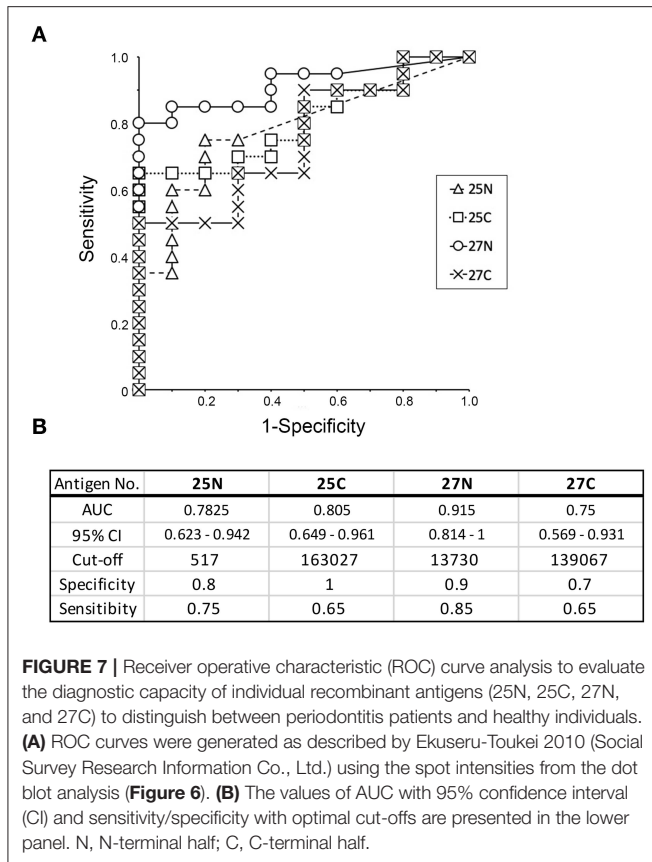 A
1.0
0.8
0.6
0.4
0.2
0
Sensitivity
25N
25C
27N
27C
0.2 0.4 0.6 0.8 1.0
1-Specificity
B
Antigen No. 25N 25C 27N 27C
AUC 0.7825 0.805 0.915 0.75
95% CI 0.623 - 0.942 0.649 - 0.961 0.814 - 1 0.569 - 0.931
Cut-off 517 163027 13730 139067
Specificity 0.8 1 0.9 0.7
Sensitibity 0.75 0.65 0.85 0.65
FIGURE 7 | Receiver operative characteristic (ROC) curve analysis to evaluate
the diagnostic capacity of individual recombinant antigens (25N, 25C, 27N,
and 27C) to distinguish between periodontitis patients and healthy individuals.
(A) ROC curves were generated as described by Ekuseru-Toukei 2010 (Social
Survey Research Information Co., Ltd.) using the spot intensities from the dot
blot analysis (Figure 6). (B) The values of AUC with 95% confidence interval
(CI) and sensitivity/specificity with optimal cut-offs are presented in the lower
panel. N, N-terminal half; C, C-terminal half.